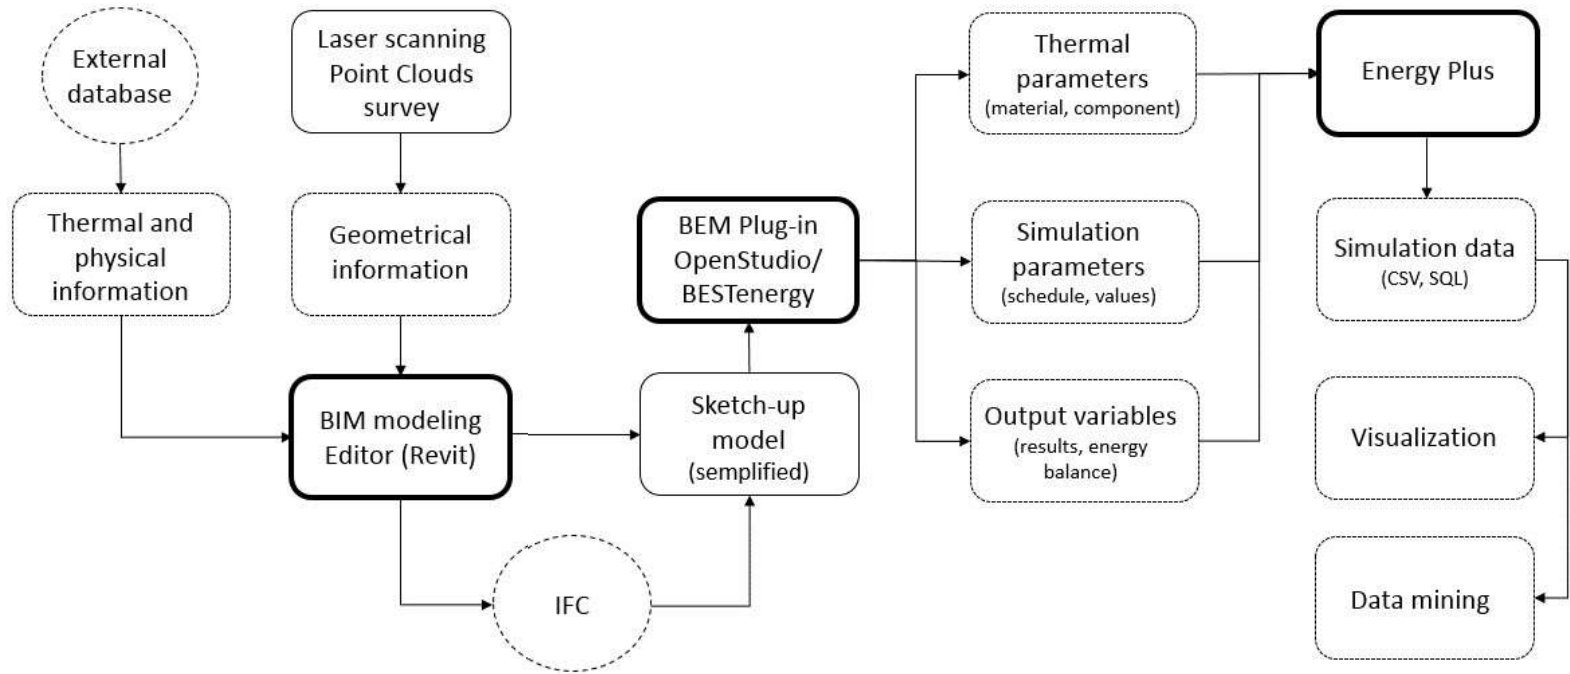 External
database
Laser scanning
Point Clouds
survey
Thermal and
physical
information
Geometrical
information
BIM modeling
Editor (Revit)
IFC
Sketch-up
model
(semplified)
BEM Plug-in
OpenStudio/
BESTenergy
Thermal
parameters
(material, component)
Simulation
parameters
(schedule, values)
Output variables
(results, energy
balance)
Energy Plus
Simulation data
(CSV, SQL)
Visualization
Data mining